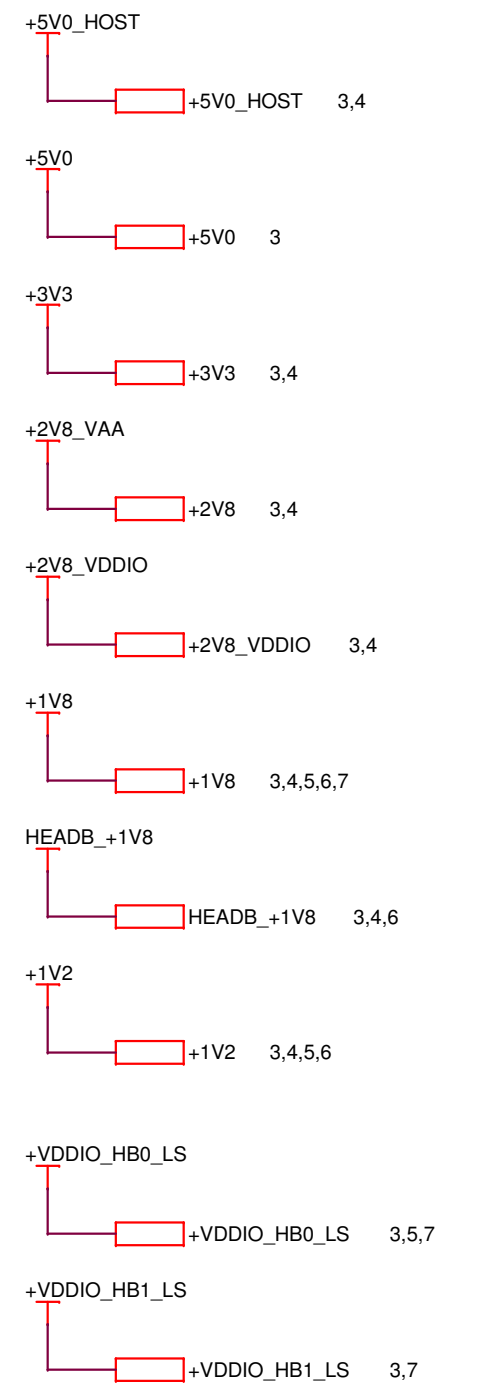 +5V0_HOST
+5V0_HOST 3,4
+5V0
+5V0 3
+3V3
+3V3 3,4
+2V8_VAA
+2V8 3,4
+2V8_VDDIO
+2V8_VDDIO 3,4
+1V8
+1V8 3,4,5,6,7
HEADB_+1V8
HEADB_+1V8 3,4,6
+1V2
+1V2 3,4,5,6
+VDDIO_HB0_LS
+VDDIO_HB0_LS 3,5,7
+VDDIO_HB1_LS
+VDDIO_HB1_LS 3,7